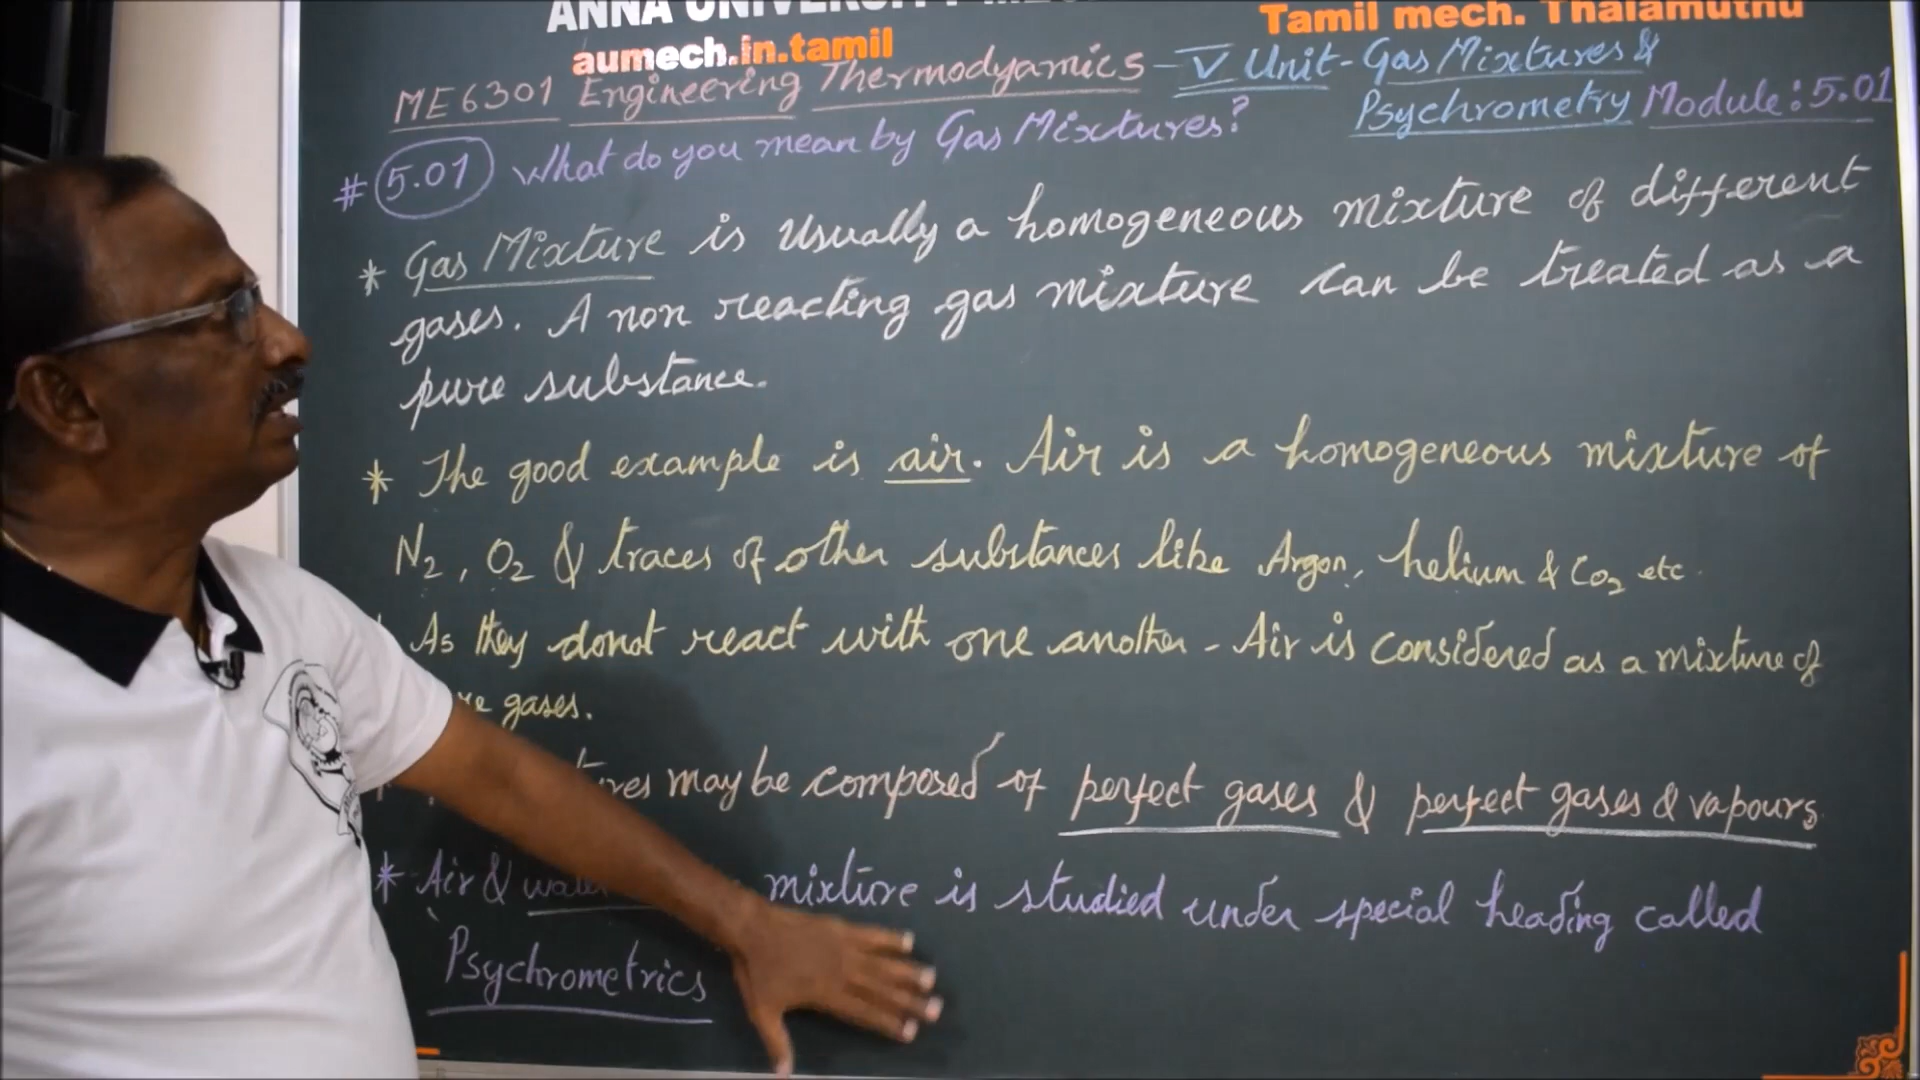 ANNA UNIVERSITY
Tamil mech. Thalamuthu
aumech.in.tamil
ME6301 Engineering Thermodyamics - V Unit - Gas Mixtures &
Psychrometry Module: 5.01
# 5.01 What do you mean by Gas Mixtures?
* Gas Mixture is usually a homogeneous mixture of different
gases. A non reacting gas mixture can be treated as a
pure substance.
* The good example is air. Air is a homogeneous mixture of
N2, O2 & traces of other substances like Argon, helium & CO2 etc.
As they donot react with one another - Air is considered as a mixture of
gases.
may be composed of perfect gases & perfect gases & vapours.
* Air & mixture is studied under special heading called
Psychrometrics